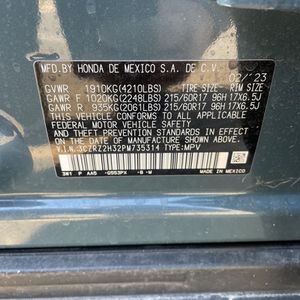 MFD.BY HONDA DE MEXICO S.A. DE C.V.
02/'23
GVWR 1910KG(4210LBS) TIRE SIZE - RIM SIZE
GAWR F 1020KG(2248LBS) 215/60R17 96H 17X6.5J
GAWR R 935KG(2061LBS) 215/60R17 96H 17X6.5J
THIS VEHICLE CONFORMS TO ALL APPLICABLE
FEDERAL MOTOR VEHICLE SAFETY
STANDARDS IN EFFECT ON THE DATE OF
MANUFACTURE SHOWN ABOVE.
V.I.N.:3CZRZ2H32PM735314 TYPE:MPV
3W1 P AA5 -G553PX -B -M
MADE IN MEXICO